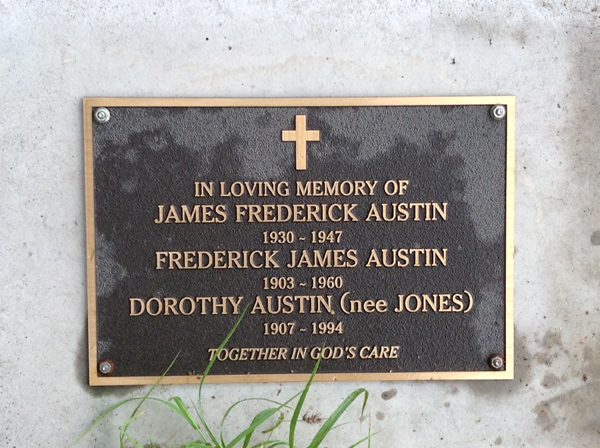 IN LOVING MEMORY OF
JAMES FREDERICK AUSTIN
1930 ~ 1947
FREDERICK JAMES AUSTIN
1903 ~ 1960
DOROTHY AUSTIN (nee JONES)
1907 ~ 1994
TOGETHER IN GOD'S CARE